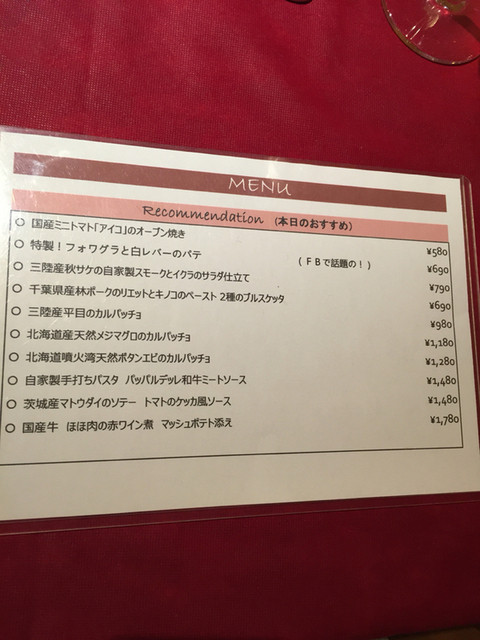 MENU
Recommendation (本日のおすすめ)
○ 国産ミニトマト「アイコ」のオーブン焼き ¥580
○ 特製！フォワグラと白レバーのパテ (FBで話題の！) ¥690
○ 三陸産秋サケの自家製スモークとイクラのサラダ仕立て ¥790
○ 千葉県産林ポークのリエットとキノコのペースト 2種のブルスケッタ ¥690
○ 三陸産平目のカルパッチョ ¥980
○ 北海道産天然メジマグロのカルパッチョ ¥1,180
○ 北海道噴火湾天然ボタンエビのカルパッチョ ¥1,280
○ 自家製手打ちパスタ パッパルデッレ和牛ミートソース ¥1,480
○ 茨城産マトウダイのソテー トマトのケッカ風ソース ¥1,480
○ 国産牛 ほほ肉の赤ワイン煮 マッシュポテト添え ¥1,780